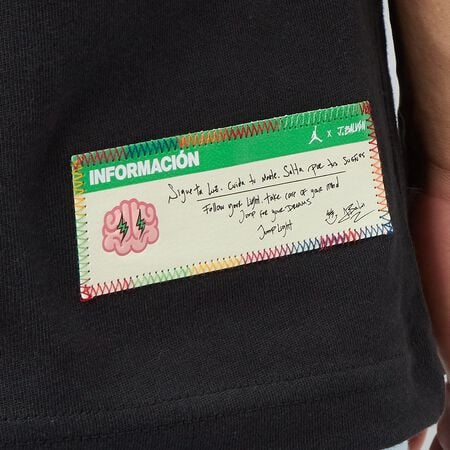 x J.BALVIN
INFORMACIÓN
Sigue tu Luz. Cuida tu Mente. Salta por tus Sueños
Follow your Light, take care of your mind
Jump for your Dreams
Jump Light